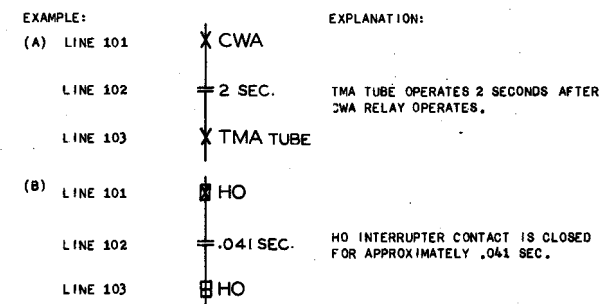 EXAMPLE: EXPLANATION:
(A) LINE 101 CWA
LINE 102 2 SEC. TMA TUBE OPERATES 2 SECONDS AFTER
CWA RELAY OPERATES.
LINE 103 TMA TUBE
(B) LINE 101 HO
LINE 102 .041 SEC. HO INTERRUPTER CONTACT IS CLOSED
FOR APPROXIMATELY .041 SEC.
LINE 103 HO